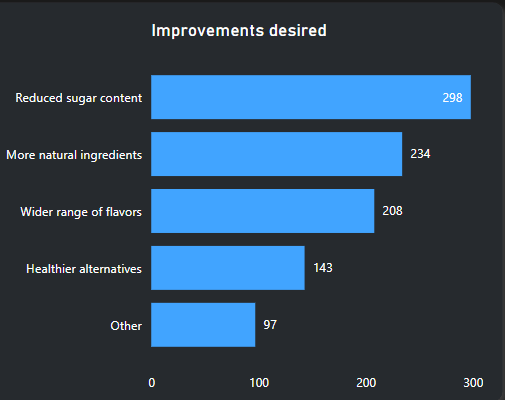 Improvements desired
Reduced sugar content 298
More natural ingredients 234
Wider range of flavors 208
Healthier alternatives 143
Other 97
0 100 200 300